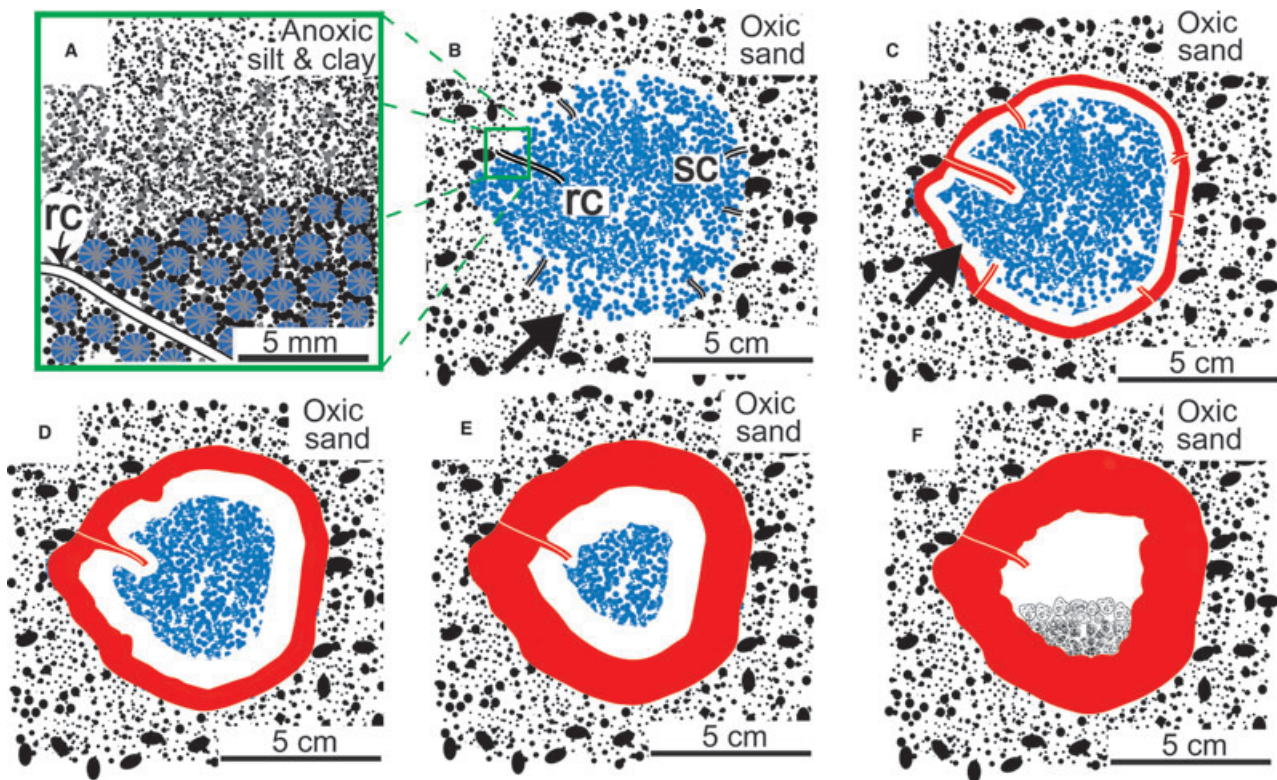 A
Anoxic
silt & clay
rc
5 mm
B
Oxic
sand
rc
sc
5 cm
C
Oxic
sand
5 cm
D
Oxic
sand
5 cm
E
Oxic
sand
5 cm
F
Oxic
sand
5 cm